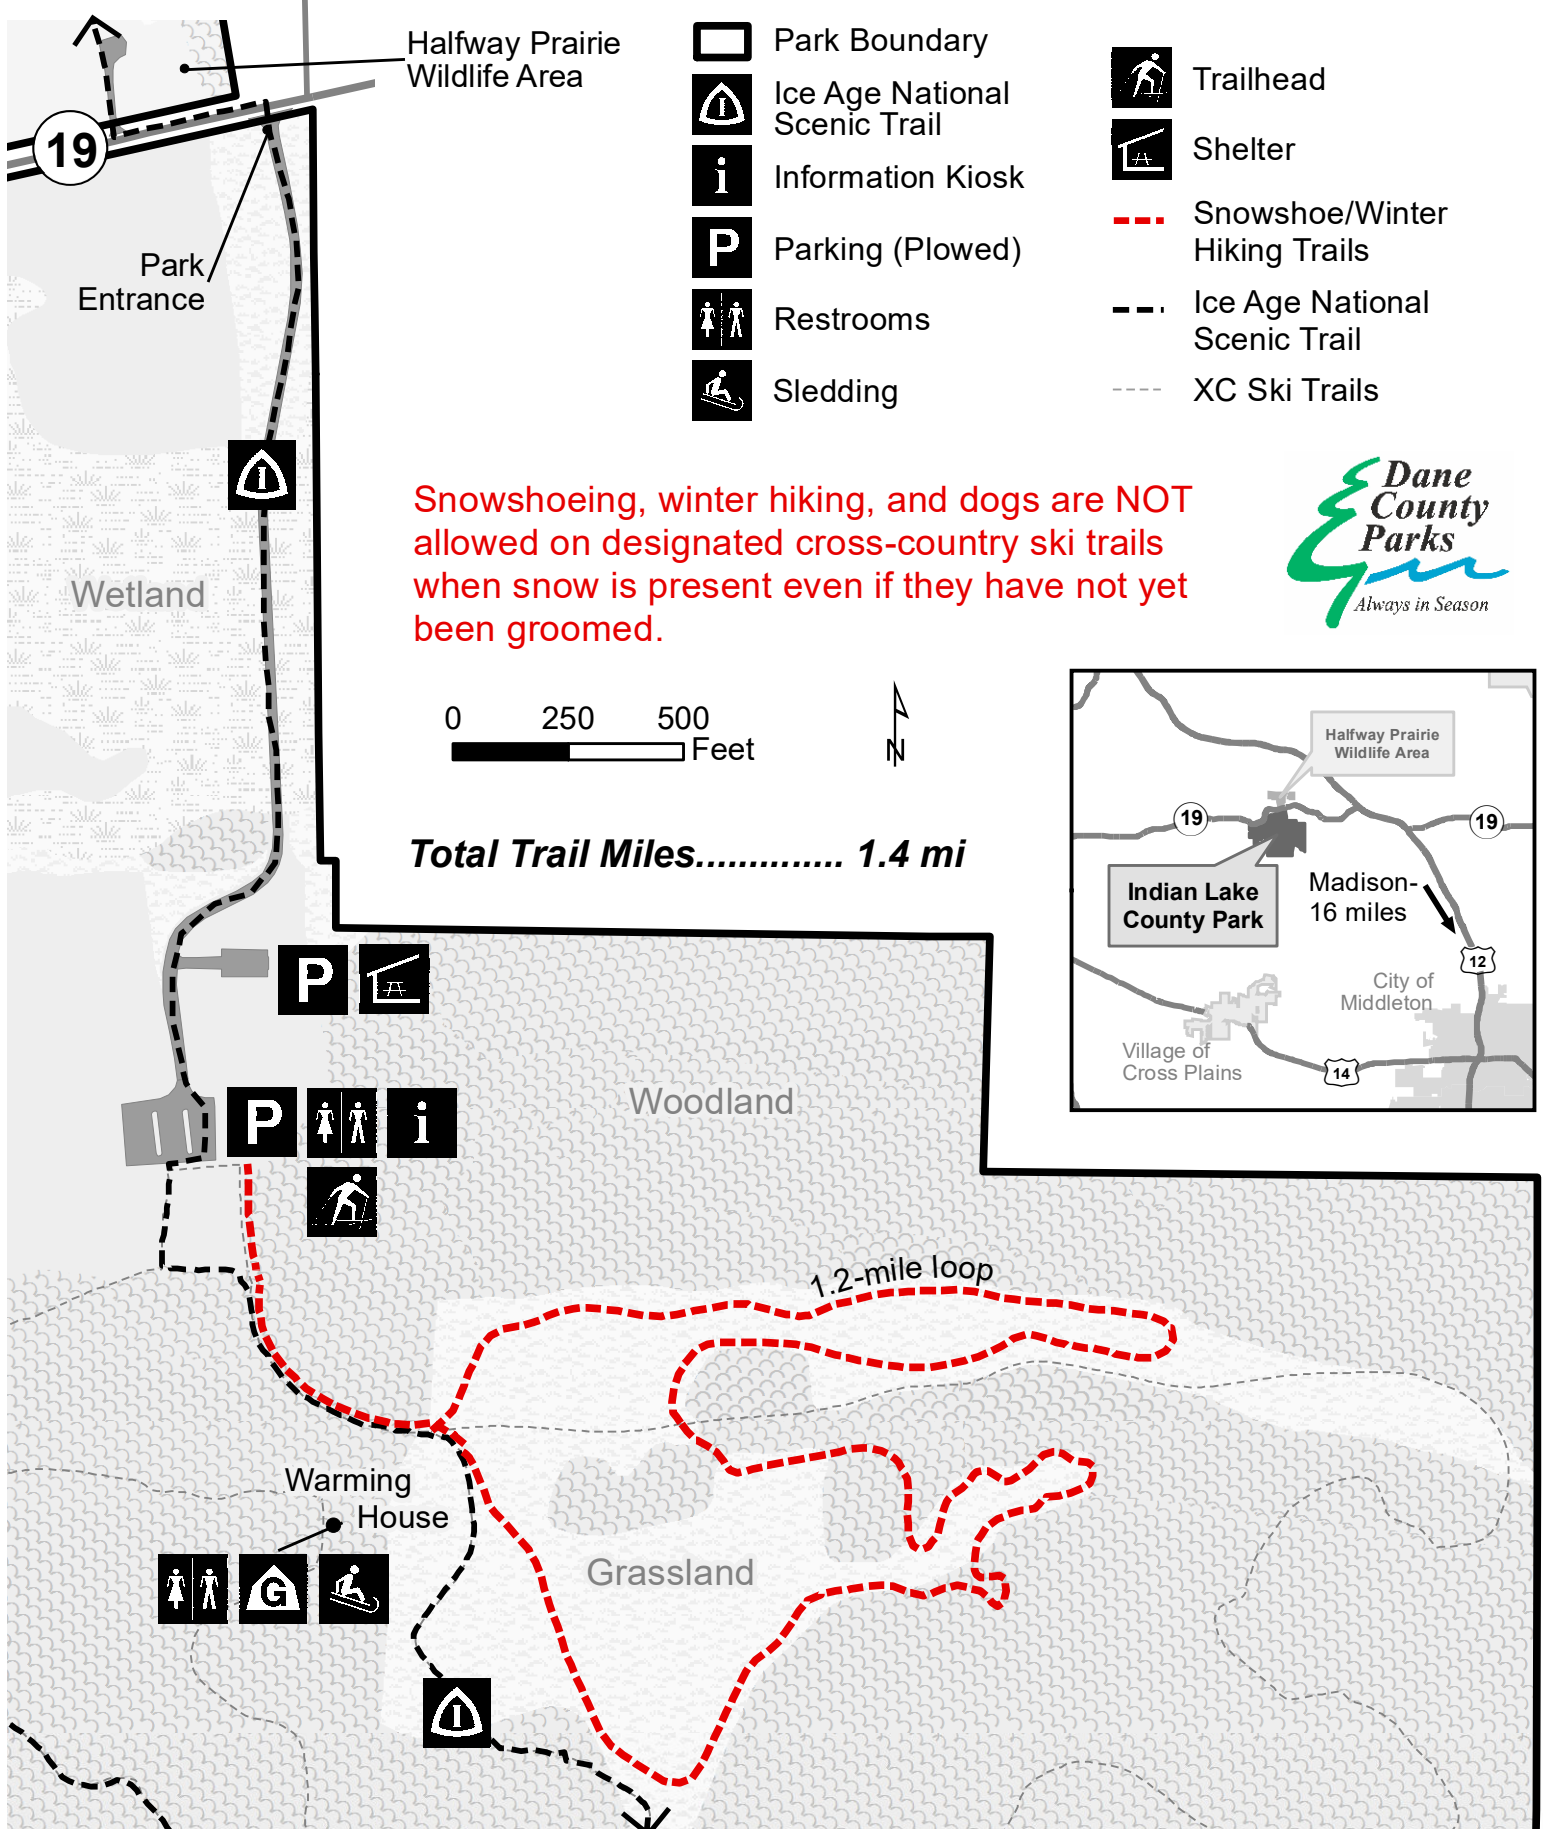 Halfway Prairie
Wildlife Area
19
Park
Entrance
Park Boundary
Ice Age National
Scenic Trail
i
Information Kiosk
P
Parking (Plowed)
Restrooms
Sledding
Trailhead
Shelter
Snowshoe/Winter
Hiking Trails
Ice Age National
Scenic Trail
XC Ski Trails
Snowshoeing, winter hiking, and dogs are NOT
allowed on designated cross-country ski trails
when snow is present even if they have not yet
been groomed.
Dane
County
Parks
Always in Season
Wetland
0 250 500
Feet
N
Total Trail Miles.............. 1.4 mi
Halfway Prairie
Wildlife Area
19
19
Indian Lake
County Park
Madison-
16 miles
12
City of
Middleton
Village of
Cross Plains
14
P
P
i
Woodland
1.2-mile loop
Warming
House
G
Grassland
I
I
I